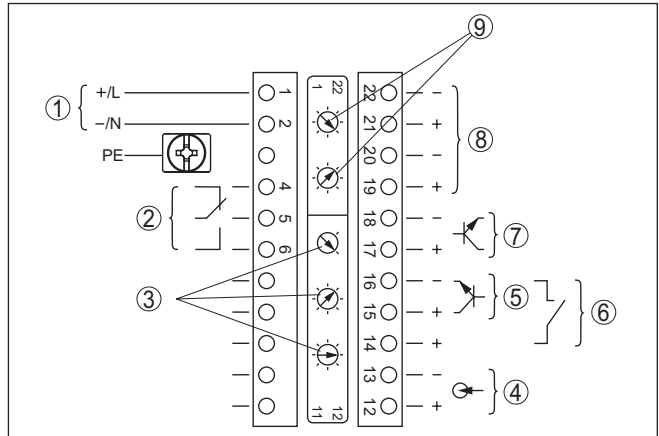 ⑨
① +/L 1 1 22 22 –
–/N 2 21 + ⑧
PE 20 –
4 19 +
② 5 18 – ⑦
6 17 +
③ 16 – ⑤ ⑥
15 +
14 +
13 – ④
11 12 12 +